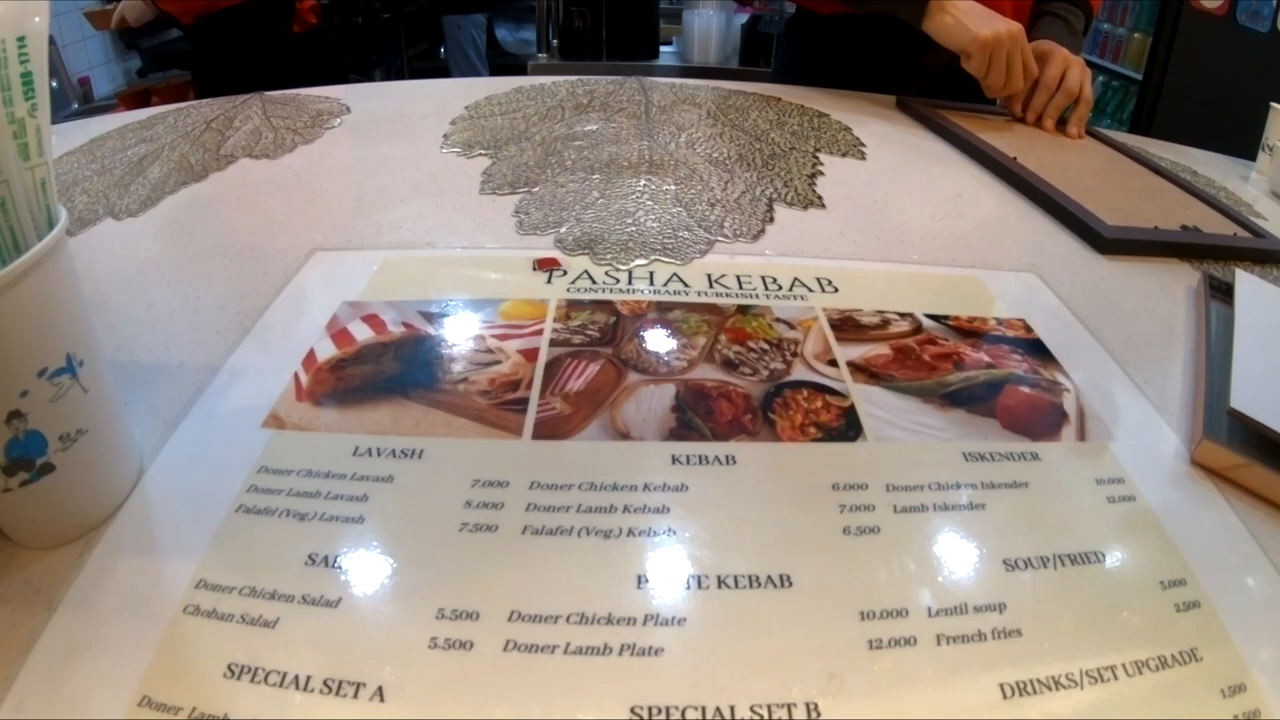 1588-1714
PASHA KEBAB
CONTEMPORARY TURKISH TASTE
LAVASH
Doner Chicken Lavash 7.000
Doner Lamb Lavash 8.000
Falafel (Veg.) Lavash 7.500
KEBAB
Doner Chicken Kebab 6.000
Doner Lamb Kebab 7.000
Falafel (Veg.) Kebab 6.500
ISKENDER
Doner Chicken Iskender 10.000
Lamb Iskender 12.000
Doner Chicken Salad 5.500
Choban Salad 5.500
KEBAB
Doner Chicken Plate 10.000
Doner Lamb Plate 12.000
SOUP/FRIED
Lentil soup 3.000
French fries 2.500
SPECIAL SET A
Doner
SPECIAL SET B
DRINKS/SET UPGRADE
1.500